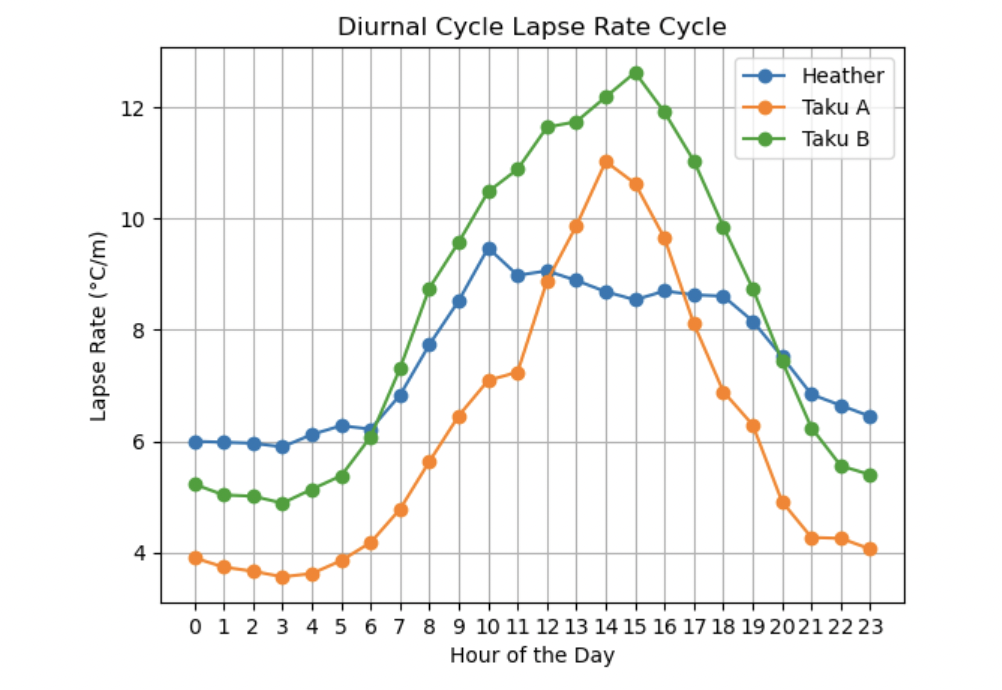 Diurnal Cycle Lapse Rate Cycle
Heather
Taku A
Taku B
Lapse Rate (°C/m)
12
10
8
6
4
0 1 2 3 4 5 6 7 8 9 10 11 12 13 14 15 16 17 18 19 20 21 22 23
Hour of the Day